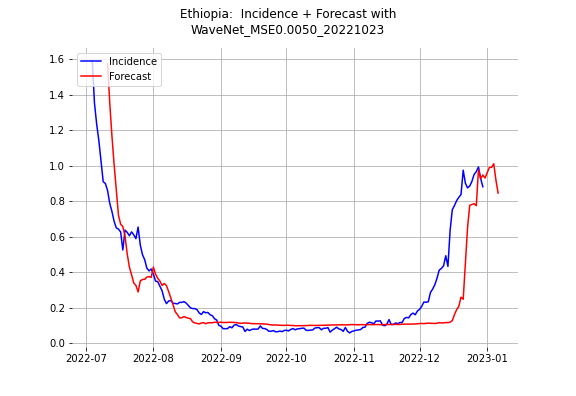 Ethiopia:  Incidence + Forecast with
WaveNet_MSE0.0050_20221023
Incidence
Forecast
1.6
1.4
1.2
1.0
0.8
0.6
0.4
0.2
0.0
2022-07 2022-08 2022-09 2022-10 2022-11 2022-12 2023-01